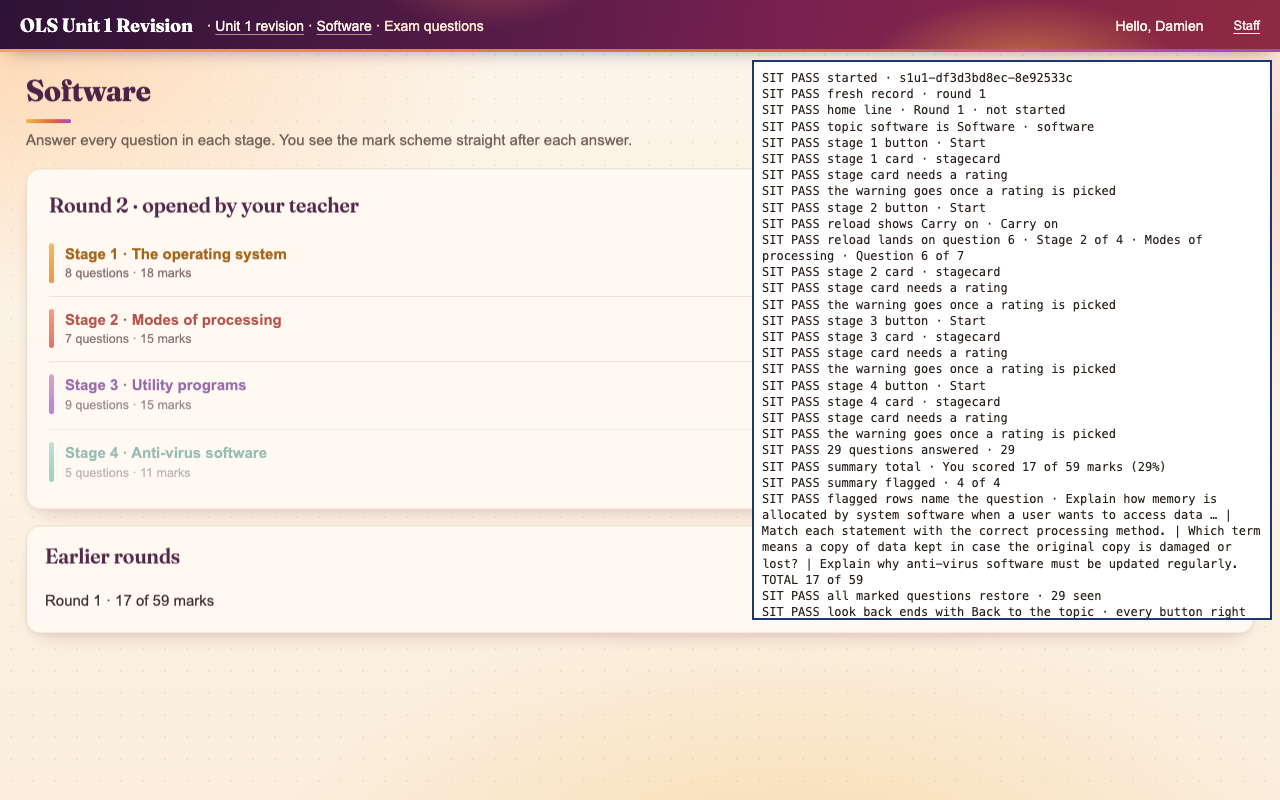 OLS Unit 1 Revision · Unit 1 revision · Software · Exam questions Hello, Damien Staff
Software
Answer every question in each stage. You see the mark scheme straight after each answer.
Round 2 · opened by your teacher
Stage 1 · The operating system
8 questions · 18 marks
Stage 2 · Modes of processing
7 questions · 15 marks
Stage 3 · Utility programs
9 questions · 15 marks
Stage 4 · Anti-virus software
5 questions · 11 marks
Earlier rounds
Round 1 · 17 of 59 marks
SIT PASS started · s1u1-df3d3bd8ec-8e92533c
SIT PASS fresh record · round 1
SIT PASS home line · Round 1 · not started
SIT PASS topic software is Software · software
SIT PASS stage 1 button · Start
SIT PASS stage 1 card · stagecard
SIT PASS stage card needs a rating
SIT PASS the warning goes once a rating is picked
SIT PASS stage 2 button · Start
SIT PASS reload shows Carry on · Carry on
SIT PASS reload lands on question 6 · Stage 2 of 4 · Modes of
processing · Question 6 of 7
SIT PASS stage 2 card · stagecard
SIT PASS stage card needs a rating
SIT PASS the warning goes once a rating is picked
SIT PASS stage 3 button · Start
SIT PASS stage 3 card · stagecard
SIT PASS stage card needs a rating
SIT PASS the warning goes once a rating is picked
SIT PASS stage 4 button · Start
SIT PASS stage 4 card · stagecard
SIT PASS stage card needs a rating
SIT PASS the warning goes once a rating is picked
SIT PASS 29 questions answered · 29
SIT PASS summary total · You scored 17 of 59 marks (29%)
SIT PASS summary flagged · 4 of 4
SIT PASS flagged rows name the question · Explain how memory is
allocated by system software when a user wants to access data … |
Match each statement with the correct processing method. | Which term
means a copy of data kept in case the original copy is damaged or
lost? | Explain why anti-virus software must be updated regularly.
TOTAL 17 of 59
SIT PASS all marked questions restore · 29 seen
SIT PASS look back ends with Back to the topic · every button right